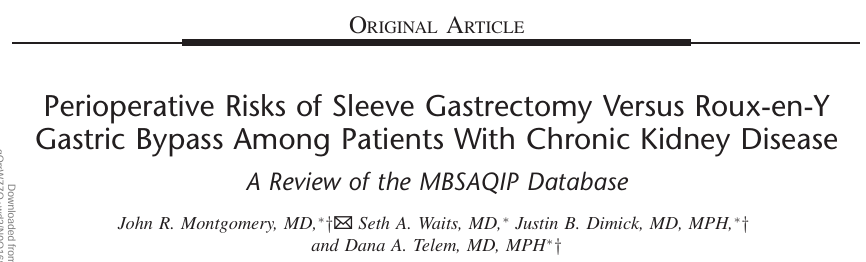 ORIGINAL ARTICLE
Perioperative Risks of Sleeve Gastrectomy Versus Roux-en-Y
Gastric Bypass Among Patients With Chronic Kidney Disease
A Review of the MBSAQIP Database
John R. Montgomery, MD,*†✉ Seth A. Waits, MD,* Justin B. Dimick, MD, MPH,*†
and Dana A. Telem, MD, MPH*†
Downloaded from